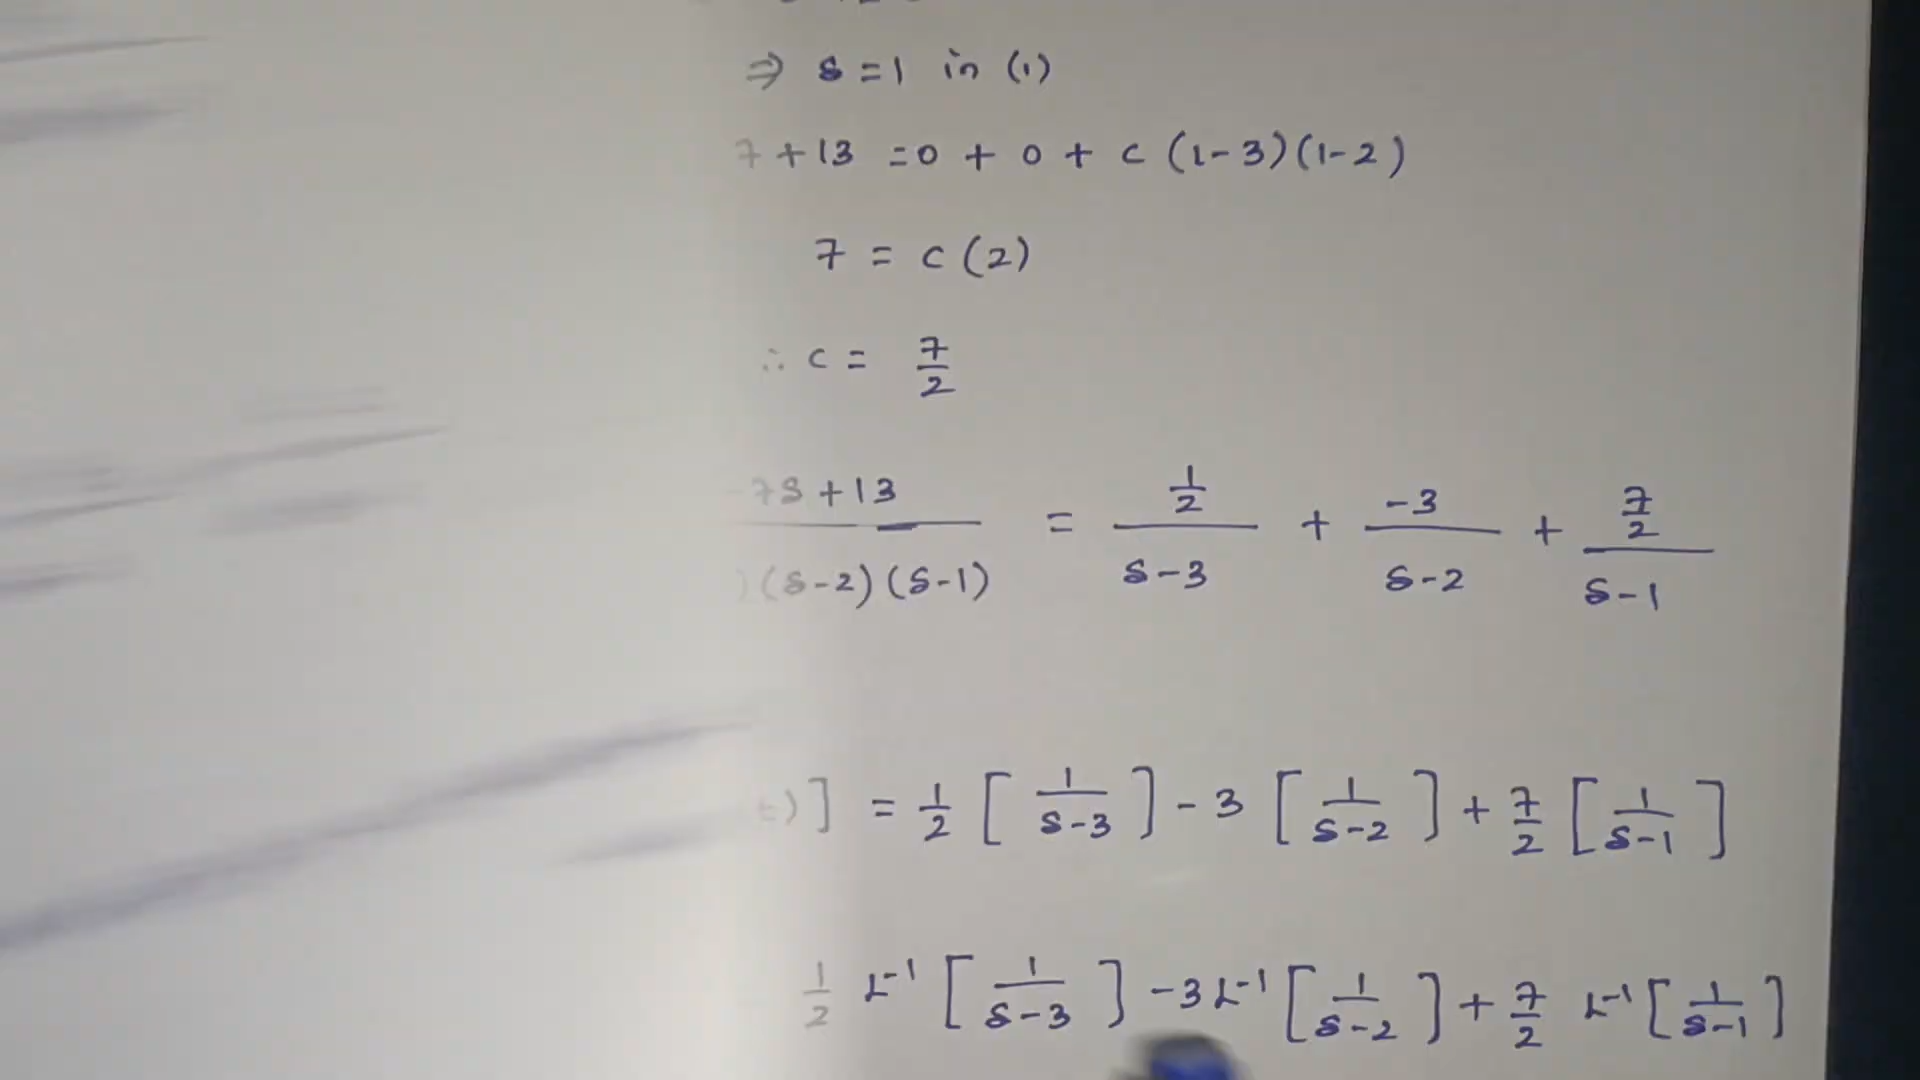 ⇒ s = 1 in (1)
7 + 13 = 0 + 0 + c (1-3)(1-2)
7 = c (2)
∴ c = 7/2
7s + 13 / (s-2)(s-1) = 1/2 / s-3 + -3 / s-2 + 7/2 / s-1
)] = 1/2 [ 1/s-3 ] - 3 [ 1/s-2 ] + 7/2 [ 1/s-1 ]
1/2 L⁻¹ [ 1/s-3 ] - 3 L⁻¹ [ 1/s-2 ] + 7/2 L⁻¹ [ 1/s-1 ]